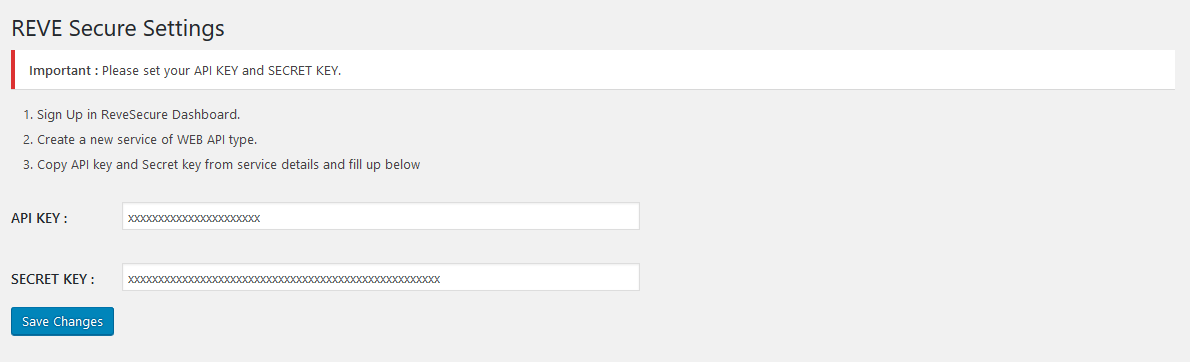 REVE Secure Settings
Important : Please set your API KEY and SECRET KEY.
1. Sign Up in ReveSecure Dashboard.
2. Create a new service of WEB API type.
3. Copy API key and Secret key from service details and fill up below
API KEY : xxxxxxxxxxxxxxxxxxxxxx
SECRET KEY : xxxxxxxxxxxxxxxxxxxxxxxxxxxxxxxxxxxxxxxxxxxxxxxxxxxx
Save Changes